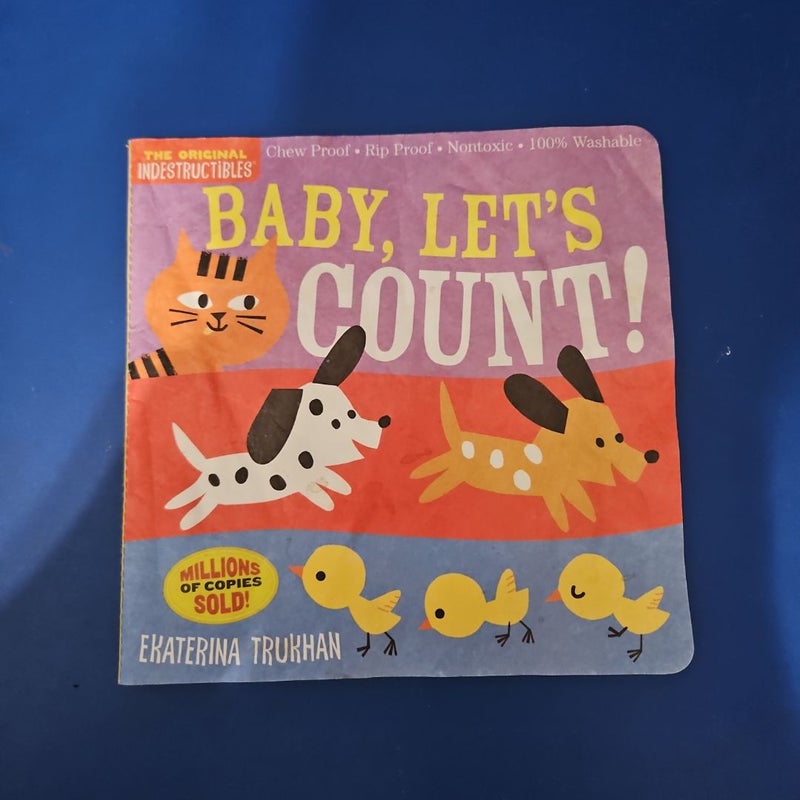 THE ORIGINAL
INDESTRUCTIBLES
Chew Proof • Rip Proof • Nontoxic • 100% Washable
BABY, LET'S
COUNT!
MILLIONS
OF COPIES
SOLD!
EKATERINA TRUKHAN